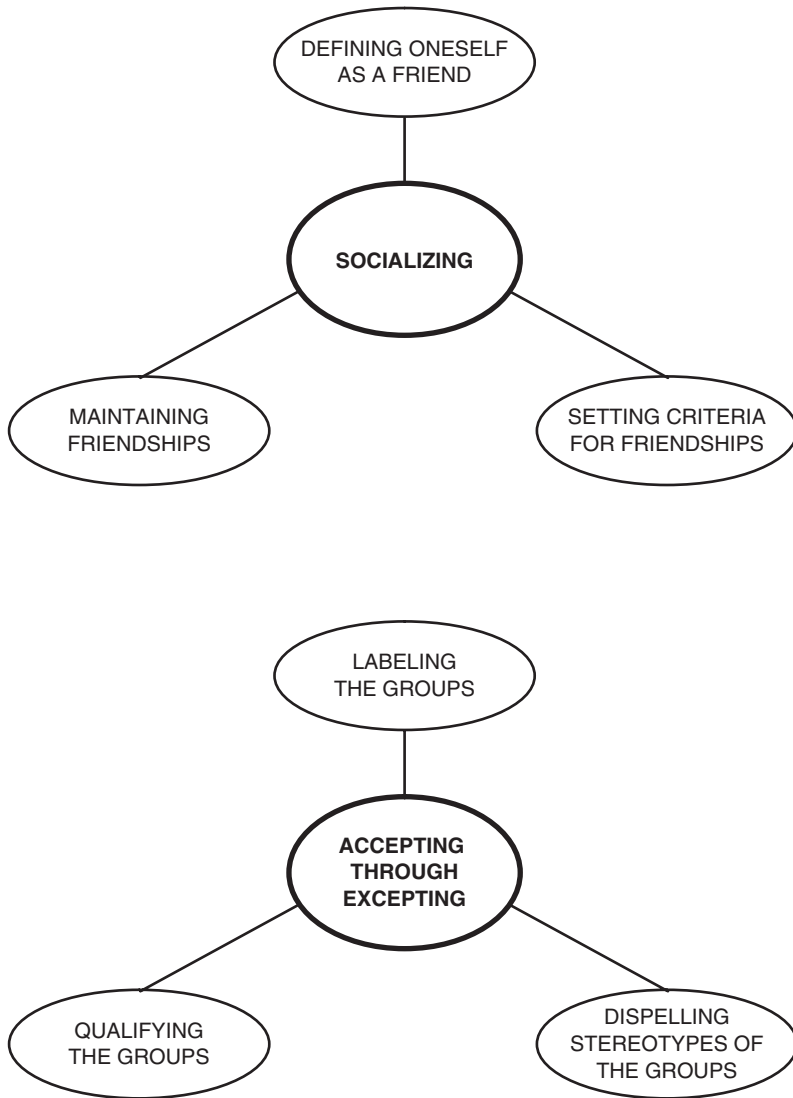 DEFINING ONESELF
AS A FRIEND
SOCIALIZING
MAINTAINING
FRIENDSHIPS
SETTING CRITERIA
FOR FRIENDSHIPS
LABELING
THE GROUPS
ACCEPTING
THROUGH
EXCEPTING
QUALIFYING
THE GROUPS
DISPELLING
STEREOTYPES OF
THE GROUPS